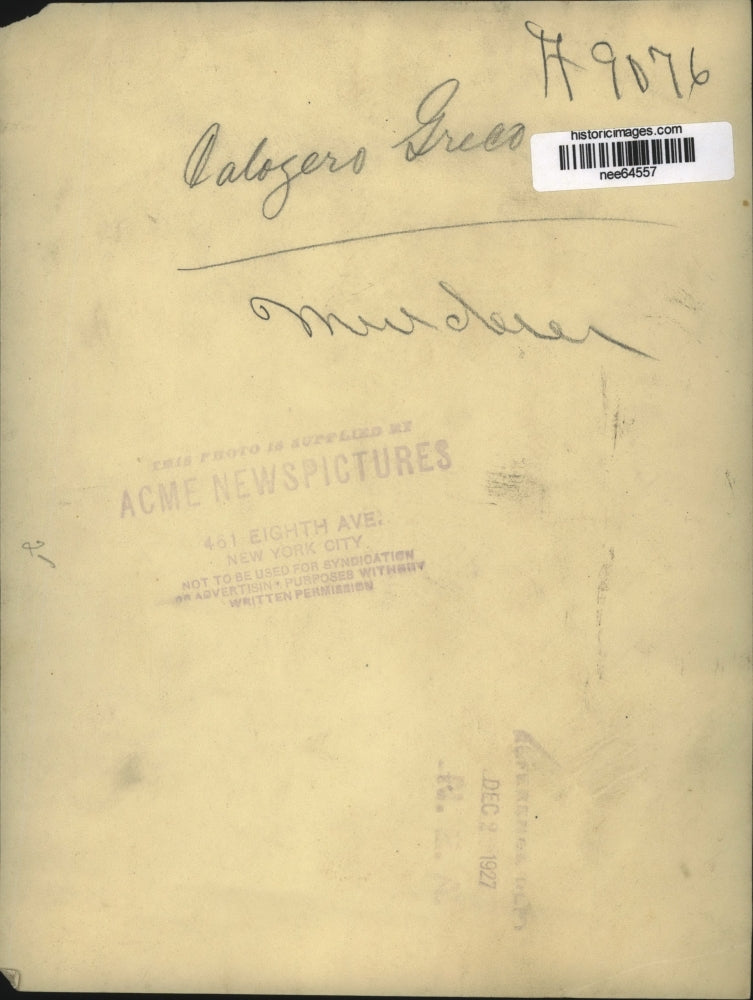 H 9076
Calogero Greco
historicimages.com
nee64557
Murderer
THIS PHOTO IS SUPPLIED BY
ACME NEWSPICTURES
461 EIGHTH AVE.
NEW YORK CITY
NOT TO BE USED FOR SYNDICATION
OR ADVERTISING PURPOSES WITHOUT
WRITTEN PERMISSION
DEC 2 1927